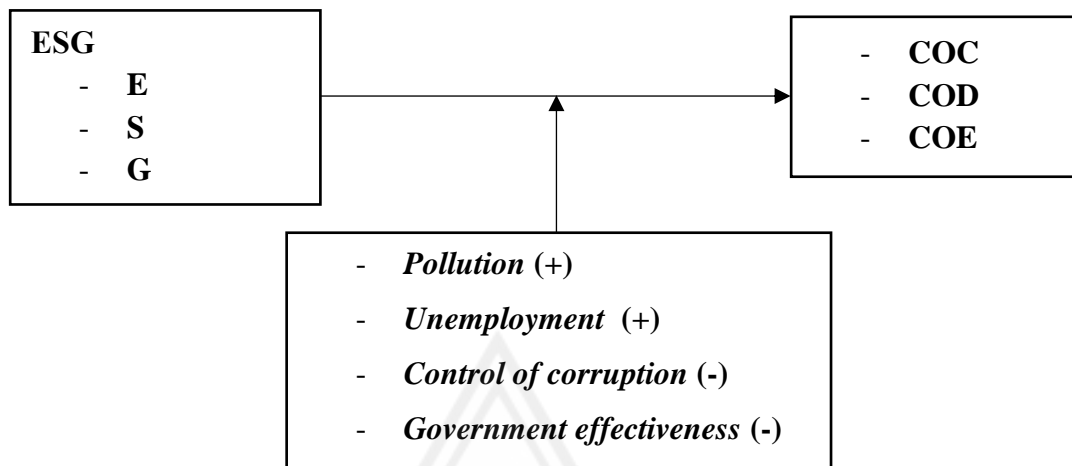 ESG
- E
- S
- G
- COC
- COD
- COE
- Pollution (+)
- Unemployment (+)
- Control of corruption (-)
- Government effectiveness (-)